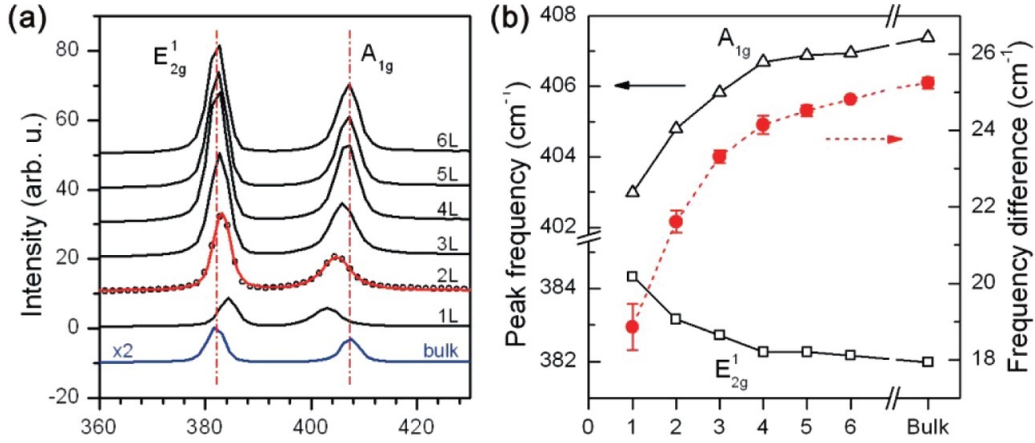 (a)
Intensity (arb. u.)
80
60
40
20
0
-20
E¹₂g
A₁g
6L
5L
4L
3L
2L
1L
x2
bulk
360 380 400 420
(b)
Peak frequency (cm⁻¹)
408
406
404
402
384
382
A₁g
E¹₂g
26
24
22
20
18
Frequency difference (cm⁻¹)
0 1 2 3 4 5 6 Bulk